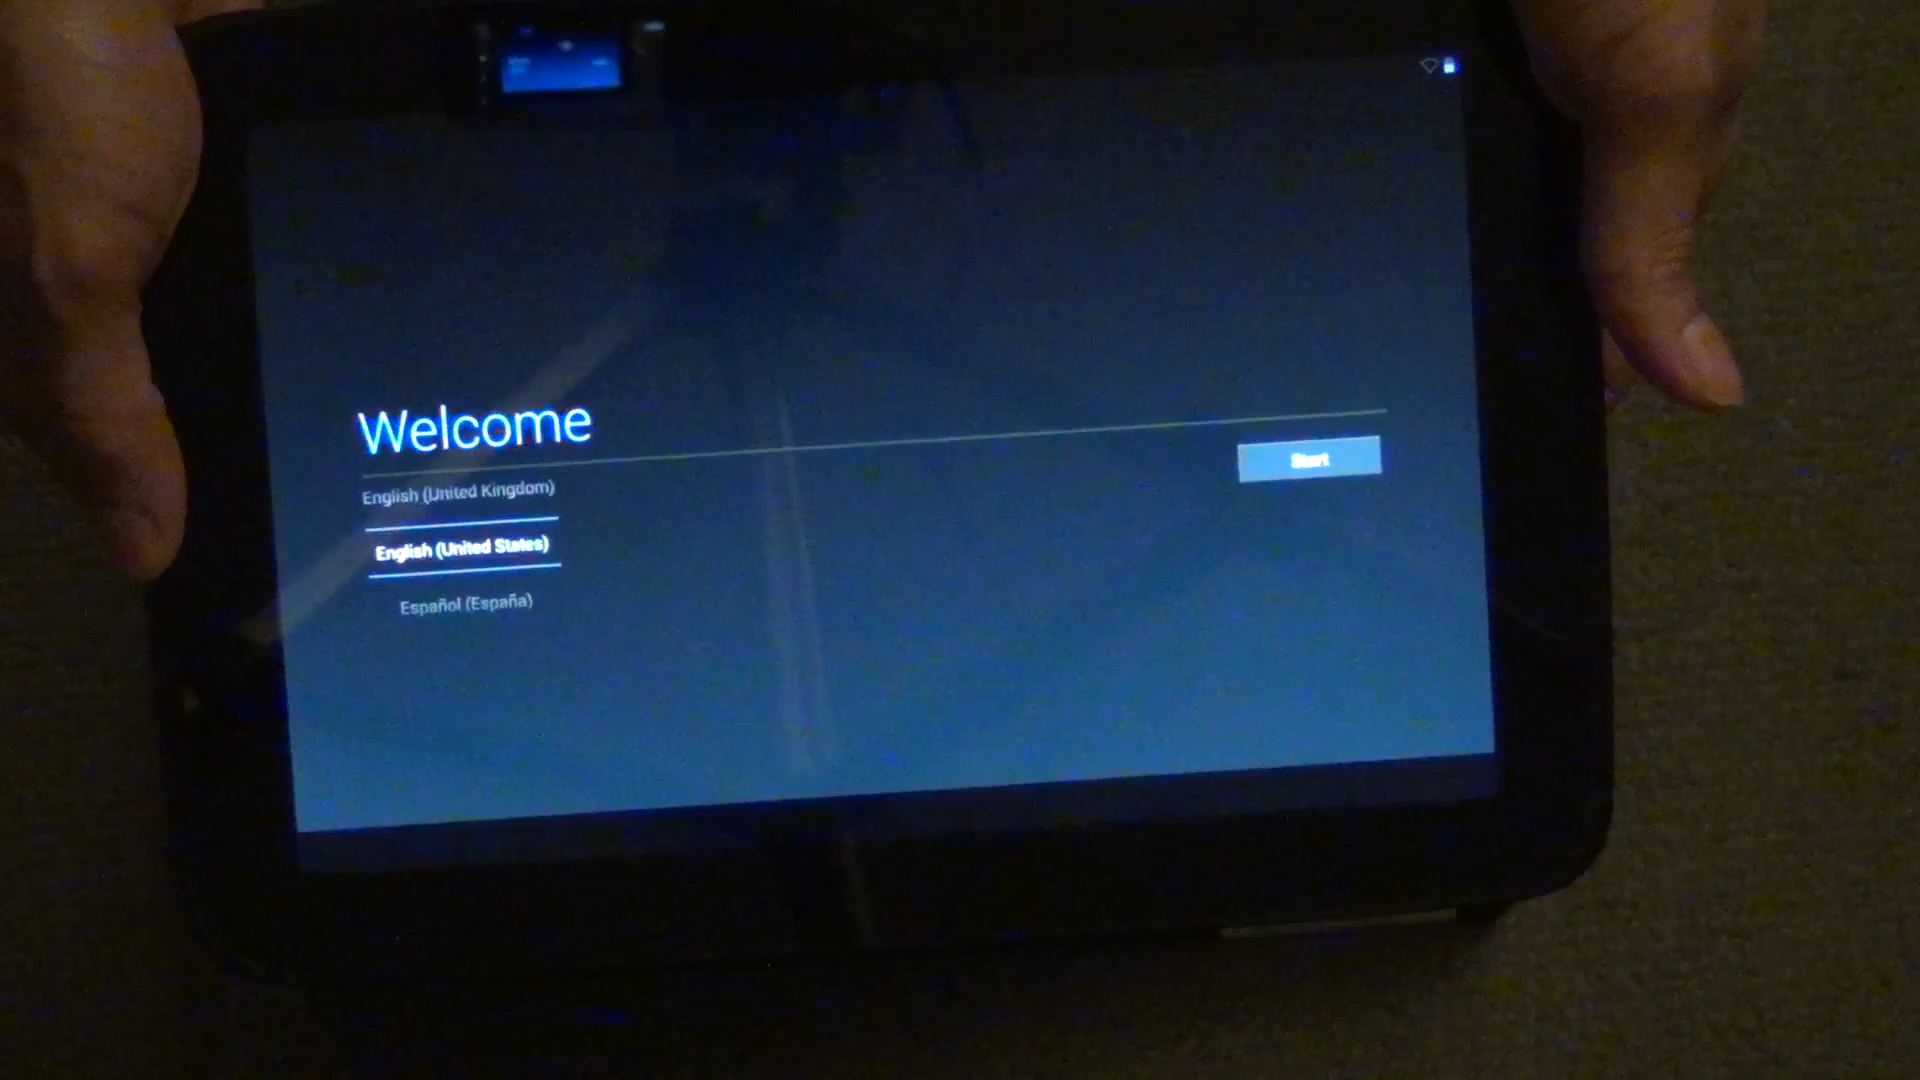 Welcome
English (United Kingdom)
Start
English (United States)
Español (España)